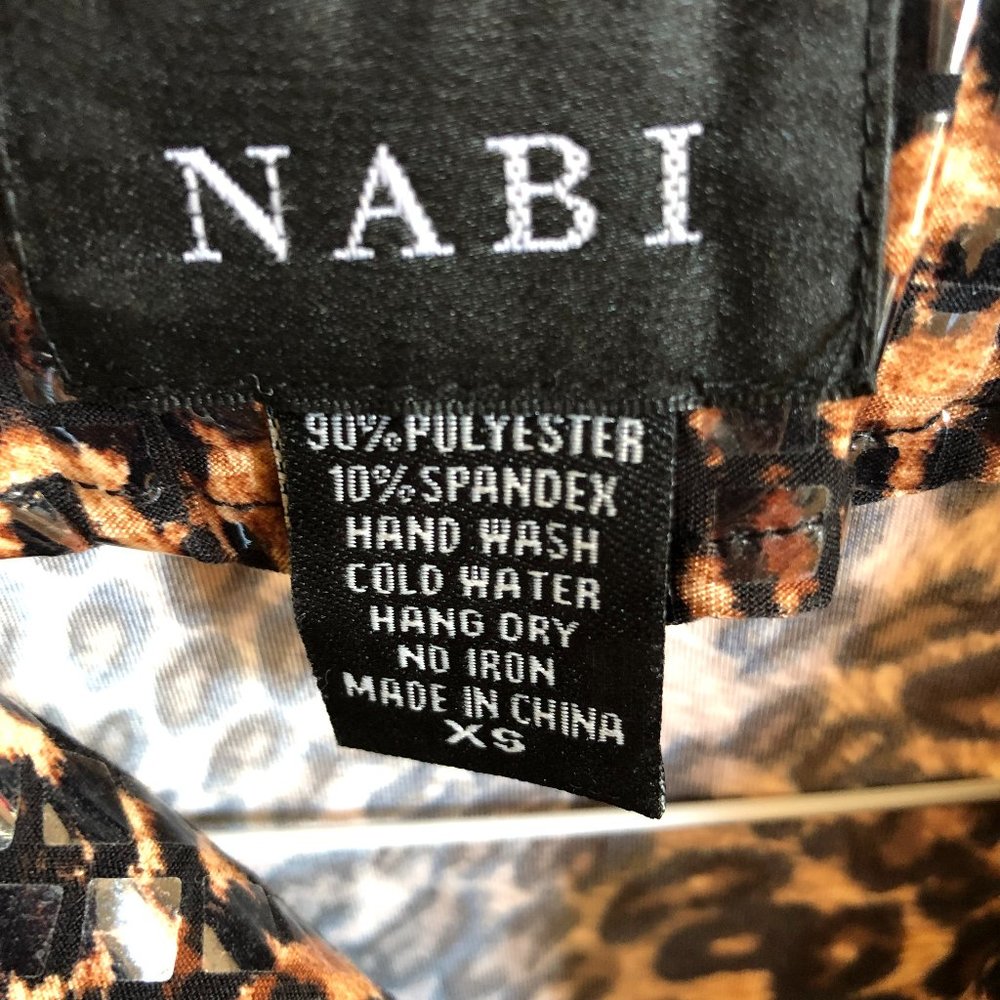 NABI
90% POLYESTER
10% SPANDEX
HAND WASH
COLD WATER
HANG DRY
NO IRON
MADE IN CHINA
XS